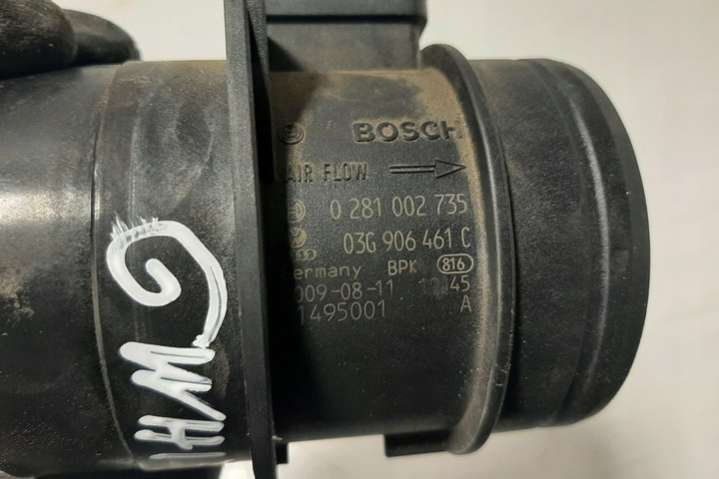 BOSCH
AIR FLOW
0 281 002 735
03G 906 461 C
Germany BPK 816
2009-08-11
1495001 A